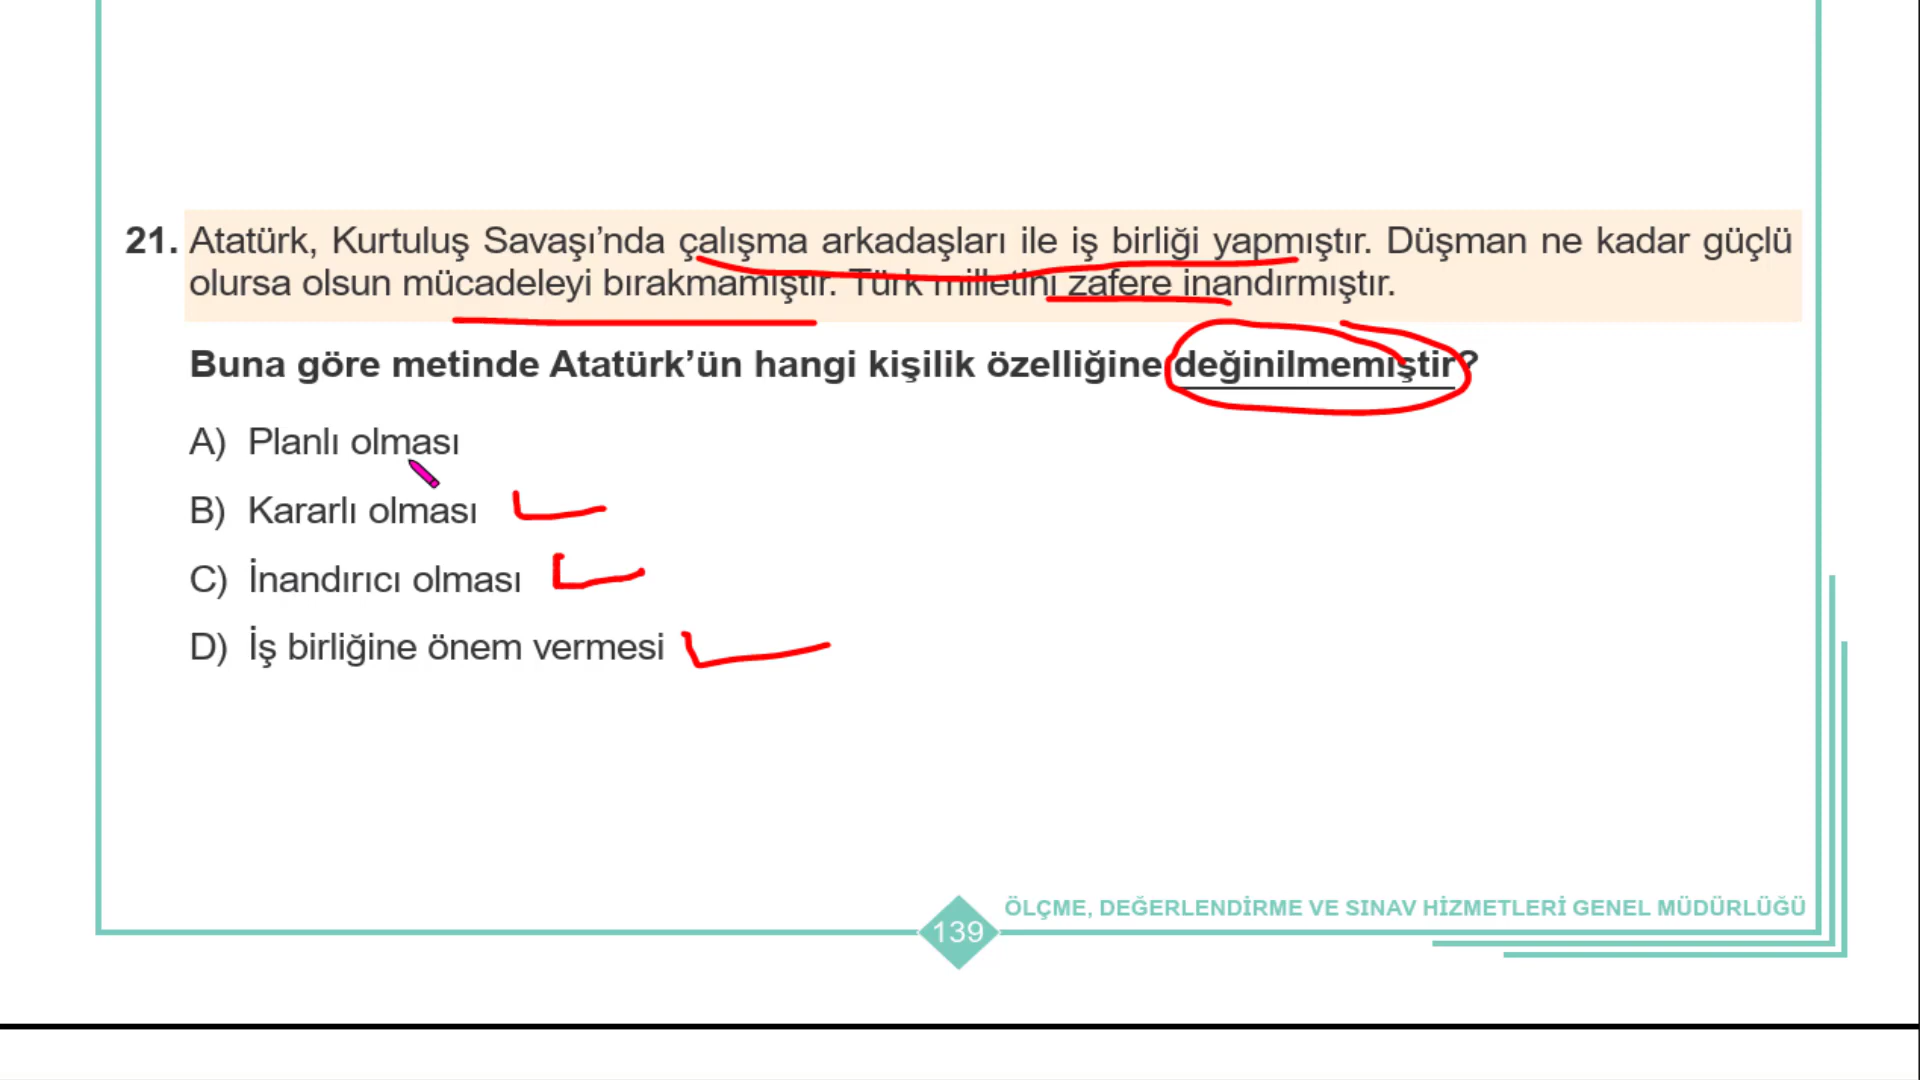 21. Atatürk, Kurtuluş Savaşı’nda çalışma arkadaşları ile iş birliği yapmıştır. Düşman ne kadar güçlü
olursa olsun mücadeleyi bırakmamıştır. Türk milletini zafere inandırmıştır.
Buna göre metinde Atatürk’ün hangi kişilik özelliğine değinilmemiştir?
A) Planlı olması
B) Kararlı olması
C) İnandırıcı olması
D) İş birliğine önem vermesi
ÖLÇME, DEĞERLENDİRME VE SINAV HİZMETLERİ GENEL MÜDÜRLÜĞÜ
139